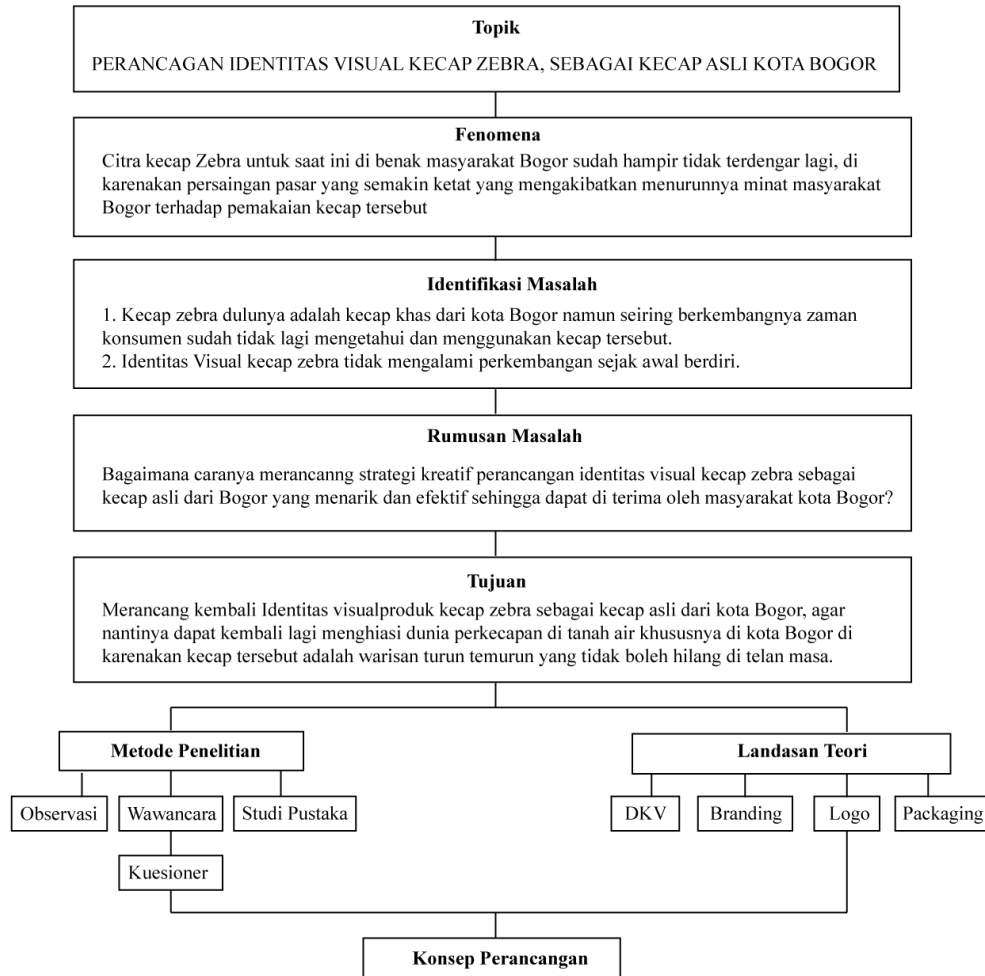 Topik
PERANCAGAN IDENTITAS VISUAL KECAP ZEBRA, SEBAGAI KECAP ASLI KOTA BOGOR
Fenomena
Citra kecap Zebra untuk saat ini di benak masyarakat Bogor sudah hampir tidak terdengar lagi, di
karenakan persaingan pasar yang semakin ketat yang mengakibatkan menurunnya minat masyarakat
Bogor terhadap pemakaian kecap tersebut
Identifikasi Masalah
1. Kecap zebra dulunya adalah kecap khas dari kota Bogor namun seiring berkembangnya zaman
konsumen sudah tidak lagi mengetahui dan menggunakan kecap tersebut.
2. Identitas Visual kecap zebra tidak mengalami perkembangan sejak awal berdiri.
Rumusan Masalah
Bagaimana caranya merancanng strategi kreatif perancangan identitas visual kecap zebra sebagai
kecap asli dari Bogor yang menarik dan efektif sehingga dapat di terima oleh masyarakat kota Bogor?
Tujuan
Merancang kembali Identitas visualproduk kecap zebra sebagai kecap asli dari kota Bogor, agar
nantinya dapat kembali lagi menghiasi dunia perkecapan di tanah air khususnya di kota Bogor di
karenakan kecap tersebut adalah warisan turun temurun yang tidak boleh hilang di telan masa.
Metode Penelitian
Landasan Teori
Observasi
Wawancara
Studi Pustaka
DKV
Branding
Logo
Packaging
Kuesioner
Konsep Perancangan